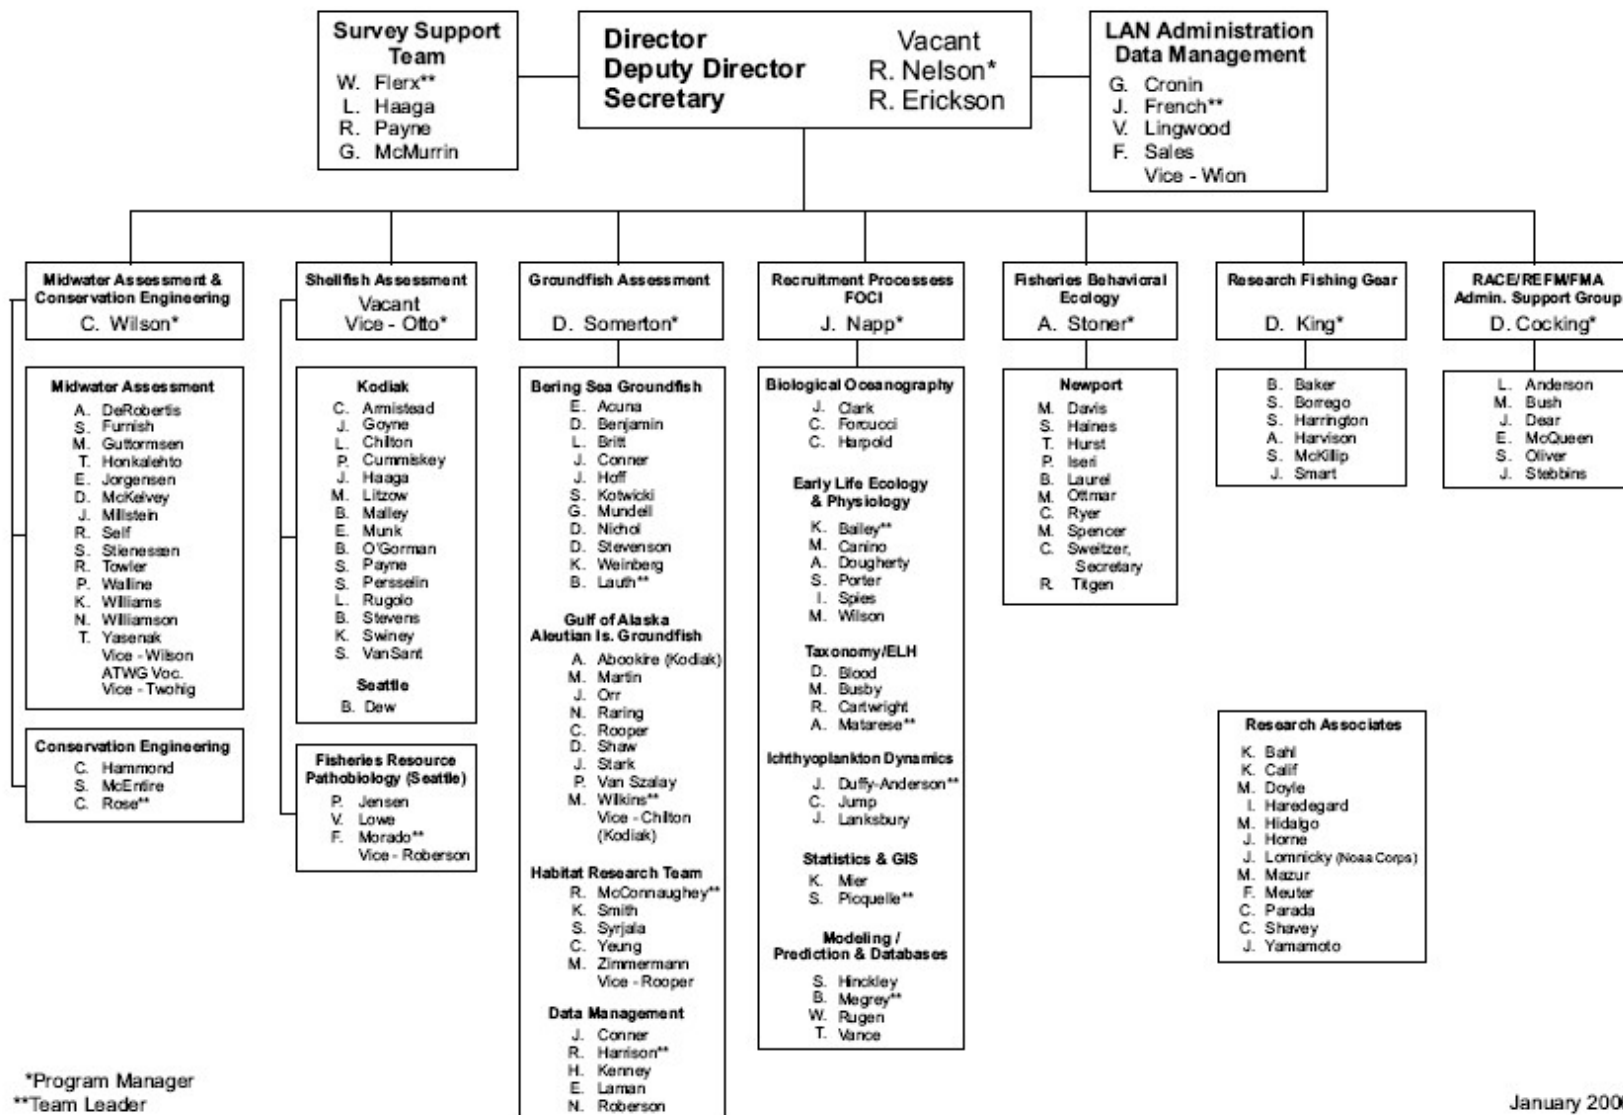 Survey Support
Team
W. Flerx**
L. Haaga
R. Payne
G. McMurrin
Director Vacant
Deputy Director R. Nelson*
Secretary R. Erickson
LAN Administration
Data Management
G. Cronin
J. French**
V. Lingwood
F. Sales
Vice - Wion
Midwater Assessment &
Conservation Engineering
C. Wilson*
Midwater Assessment
A. DeRobertis
S. Furnish
M. Guttormsen
T. Honkalehto
E. Jorgensen
D. McKelvey
J. Millstein
R. Self
S. Stienessen
R. Towler
P. Walline
K. Williams
N. Williamson
T. Yasenak
Vice - Wilson
ATWG Voc.
Vice - Twohig
Conservation Engineering
C. Hammond
S. McEntire
C. Rose**
Shellfish Assessment
Vacant
Vice - Otto*
Kodiak
C. Armistead
J. Goyne
L. Chilton
P. Cummiskey
J. Haaga
M. Litzow
B. Malley
E. Munk
B. O'Gorman
S. Payne
S. Persselin
L. Rugolo
B. Stevens
K. Swiney
S. VanSant
Seattle
B. Dew
Fisheries Resource
Pathobiology (Seattle)
P. Jensen
V. Lowe
F. Morado**
Vice - Roberson
Groundfish Assessment
D. Somerton*
Bering Sea Groundfish
E. Acuna
D. Benjamin
L. Britt
J. Conner
J. Hoff
S. Kotwicki
G. Mundell
D. Nichol
D. Stevenson
K. Weinberg
B. Lauth**
Gulf of Alaska
Aleutian Is. Groundfish
A. Abookire (Kodiak)
M. Martin
J. Orr
N. Raring
C. Rooper
D. Shaw
J. Stark
P. Van Szalay
M. Wilkins**
Vice - Chilton
(Kodiak)
Habitat Research Team
R. McConnaughey**
K. Smith
S. Syrjala
C. Yeung
M. Zimmermann
Vice - Rooper
Data Management
J. Conner
R. Harrison**
H. Kenney
E. Laman
N. Roberson
Recruitment Processess
FOCI
J. Napp*
Biological Oceanography
J. Clark
C. Forcucci
C. Harpold
Early Life Ecology
& Physiology
K. Bailey**
M. Canino
A. Dougherty
S. Porter
I. Spies
M. Wilson
Taxonomy/ELH
D. Blood
M. Busby
R. Cartwright
A. Matarese**
Ichthyoplankton Dynamics
J. Duffy-Anderson**
C. Jump
J. Lanksbury
Statistics & GIS
K. Mier
S. Picquelle**
Modeling /
Prediction & Databases
S. Hinckley
B. Megrey**
W. Rugen
T. Vance
Fisheries Behavioral
Ecology
A. Stoner*
Newport
M. Davis
S. Haines
T. Hurst
P. Iseri
B. Laurel
M. Ottmar
C. Ryer
M. Spencer
C. Sweitzer,
Secretary
R. Titgen
Research Fishing Gear
D. King*
B. Baker
S. Borrego
S. Harrington
A. Harvison
S. McKillip
J. Smart
RACE/REFM/FMA
Admin. Support Group
D. Cocking*
L. Anderson
M. Bush
J. Dear
E. McQueen
S. Oliver
J. Stebbins
Research Associates
K. Bahl
K. Calif
M. Doyle
I. Haredegard
M. Hidalgo
J. Horne
J. Lomnicky (Noaa Corps)
M. Mazur
F. Meuter
C. Parada
C. Shavey
J. Yamamoto
*Program Manager
**Team Leader
January 200